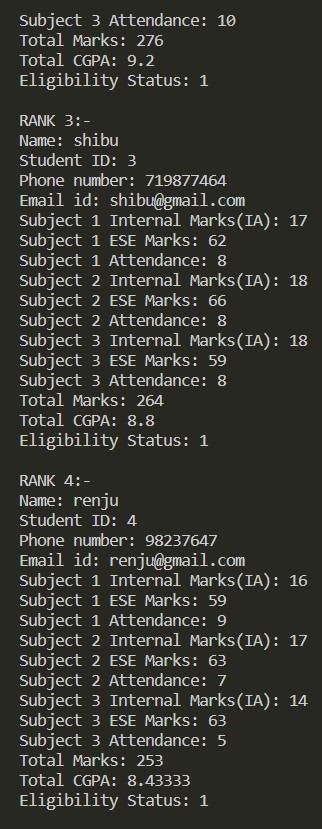 Subject 3 Attendance: 10
Total Marks: 276
Total CGPA: 9.2
Eligibility Status: 1

RANK 3:-
Name: shibu
Student ID: 3
Phone number: 719877464
Email id: shibu@gmail.com
Subject 1 Internal Marks(IA): 17
Subject 1 ESE Marks: 62
Subject 1 Attendance: 8
Subject 2 Internal Marks(IA): 18
Subject 2 ESE Marks: 66
Subject 2 Attendance: 8
Subject 3 Internal Marks(IA): 18
Subject 3 ESE Marks: 59
Subject 3 Attendance: 8
Total Marks: 264
Total CGPA: 8.8
Eligibility Status: 1

RANK 4:-
Name: renju
Student ID: 4
Phone number: 98237647
Email id: renju@gmail.com
Subject 1 Internal Marks(IA): 16
Subject 1 ESE Marks: 59
Subject 1 Attendance: 9
Subject 2 Internal Marks(IA): 17
Subject 2 ESE Marks: 63
Subject 2 Attendance: 7
Subject 3 Internal Marks(IA): 14
Subject 3 ESE Marks: 63
Subject 3 Attendance: 5
Total Marks: 253
Total CGPA: 8.43333
Eligibility Status: 1